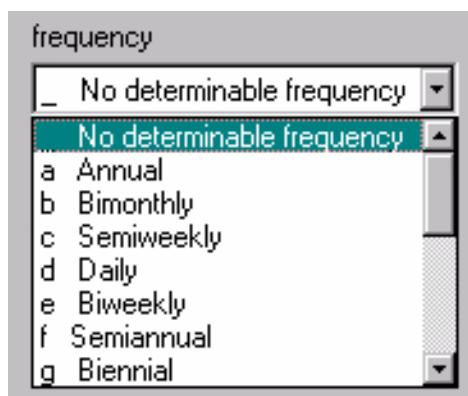 frequency
_ No determinable frequency
_ No determinable frequency
a Annual
b Bimonthly
c Semiweekly
d Daily
e Biweekly
f Semiannual
g Biennial